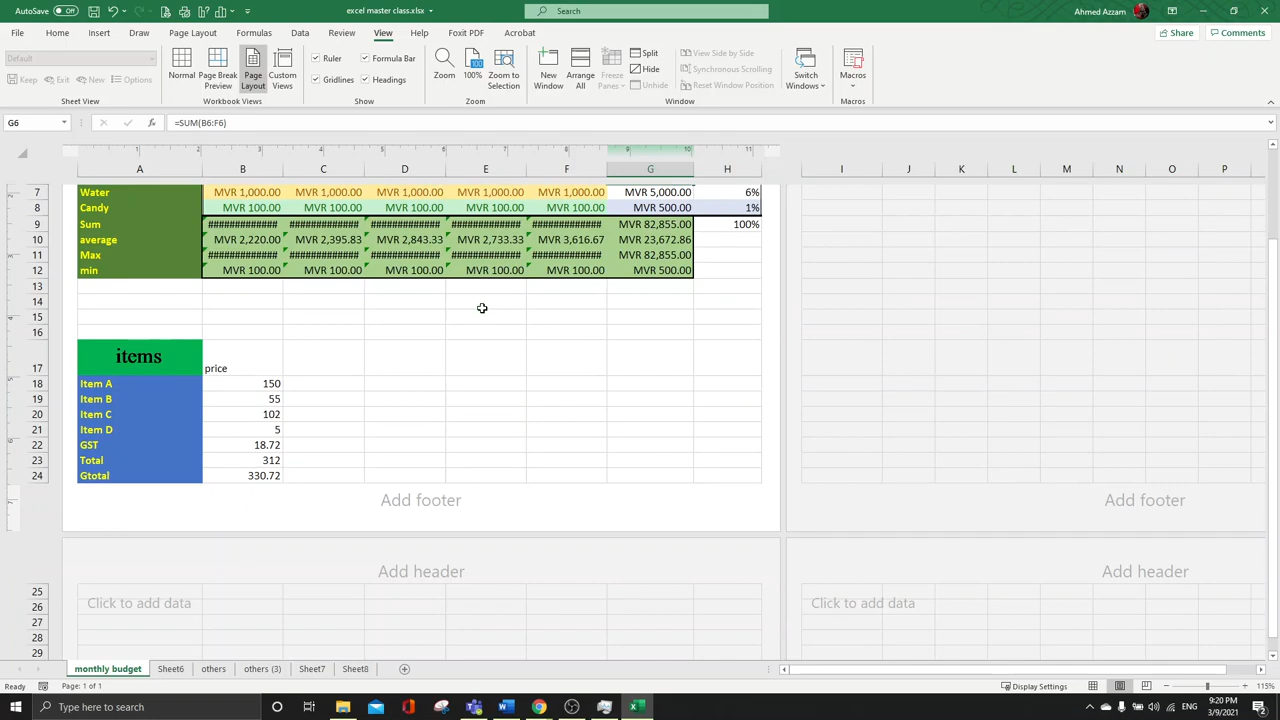 AutoSave Off
excel master class.xlsx
Search
Ahmed Azzam
File Home Insert Draw Page Layout Formulas Data Review View Help Foxit PDF Acrobat
Share Comments
Default
Keep Exit New Options
Sheet View
Normal Page Break Preview Page Layout Custom Views
Workbook Views
Ruler Formula Bar
Gridlines Headings
Show
Zoom 100% Zoom to Selection
Zoom
New Window Arrange All Freeze Panes
Split
Hide
Unhide
View Side by Side
Synchronous Scrolling
Reset Window Position
Window
Switch Windows
Macros
Macros
G6 fx =SUM(B6:F6)
1 2 3 4 5 6 7 8 9 10 11
A B C D E F G H I J K L M N O P
7 Water MVR 1,000.00 MVR 1,000.00 MVR 1,000.00 MVR 1,000.00 MVR 1,000.00 MVR 5,000.00 6%
8 Candy MVR 100.00 MVR 100.00 MVR 100.00 MVR 100.00 MVR 100.00 MVR 500.00 1%
9 Sum ############# ############# ############# ############# ############# MVR 82,855.00 100%
10 average MVR 2,220.00 MVR 2,395.83 MVR 2,843.33 MVR 2,733.33 MVR 3,616.67 MVR 23,672.86
11 Max ############# ############# ############# ############# ############# MVR 82,855.00
12 min MVR 100.00 MVR 100.00 MVR 100.00 MVR 100.00 MVR 100.00 MVR 500.00
13
14
15
16
17 items price
18 Item A 150
19 Item B 55
20 Item C 102
21 Item D 5
22 GST 18.72
23 Total 312
24 Gtotal 330.72
Add footer Add footer
Add header Add header
25
26 Click to add data Click to add data
27
28
29
monthly budget Sheet6 others others (3) Sheet7 Sheet8
Ready Page: 1 of 1 Display Settings 115%
Type here to search
ENG
9:20 PM
3/9/2021
2